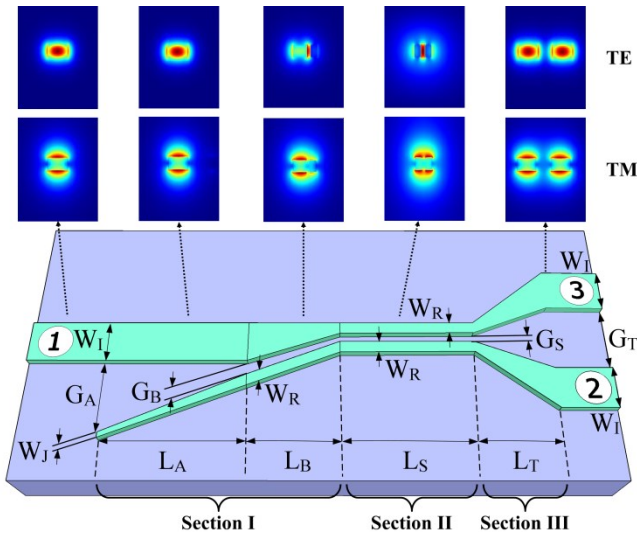 TE
TM
W_I
3
W_R
1
W_I
G_S
G_T
G_A
G_B
W_R
W_R
2
W_J
W_I
L_A
L_B
L_S
L_T
Section I
Section II
Section III